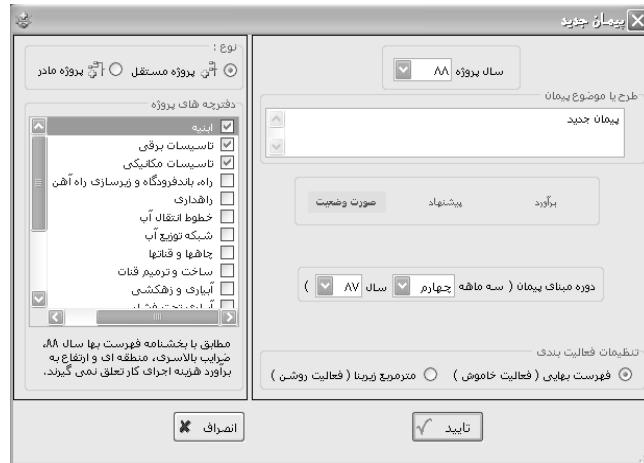 پیمان جدید
سال پروژه ۸۸
طرح یا موضوع پیمان
پیمان جدید
برآورد
پیشنهاد
صورت وضعیت
دوره مبنای پیمان ( سه ماهه چهارم سال ۸۷ )
تنظیمات فعالیت بندی
فهرست بهایی ( فعالیت خاموش )
مترمربع زیربنا ( فعالیت روشن )
نوع :
پروژه مستقل
پروژه مادر
دفترچه های پروژه
ابنیه
تاسیسات برقی
تاسیسات مکانیکی
راه، باندفرودگاه و زیرسازی راه آهن
راهداری
خطوط انتقال آب
شبکه توزیع آب
چاهها و قناتها
ساخت و ترمیم قنات
آبیاری و زهکشی
آبیاری تحت فشار
مطابق با بخشنامه فهرست بها سال ۸۸،
ضرایب بالاسری، منطقه ای و ارتفاع به
برآورد هزینه اجرای کار تعلق نمی گیرند.
تایید
انصراف